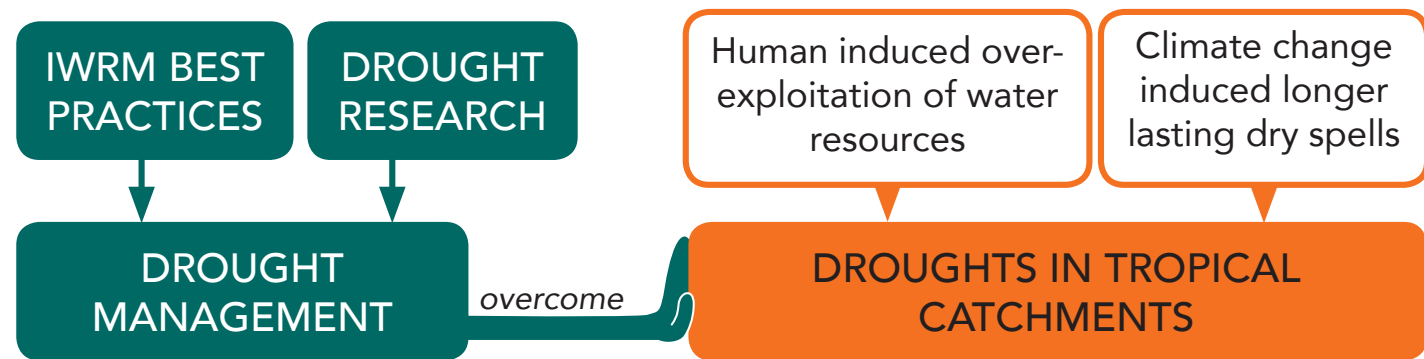 IWRM BEST
PRACTICES
DROUGHT
RESEARCH
Human induced over-
exploitation of water
resources
Climate change
induced longer
lasting dry spells
DROUGHT
MANAGEMENT
overcome
DROUGHTS IN TROPICAL
CATCHMENTS